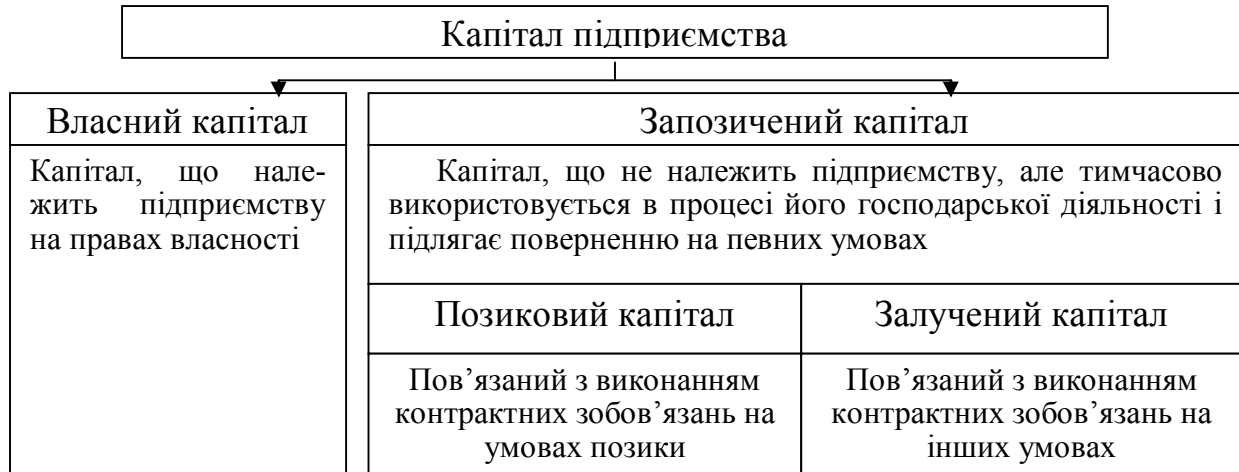 Капітал підприємства
Власний капітал
Капітал, що нале-
жить підприємству
на правах власності
Запозичений капітал
Капітал, що не належить підприємству, але тимчасово
використовується в процесі його господарської діяльності і
підлягає поверненню на певних умовах
Позиковий капітал
Пов’язаний з виконанням
контрактних зобов’язань на
умовах позики
Залучений капітал
Пов’язаний з виконанням
контрактних зобов’язань на
інших умовах